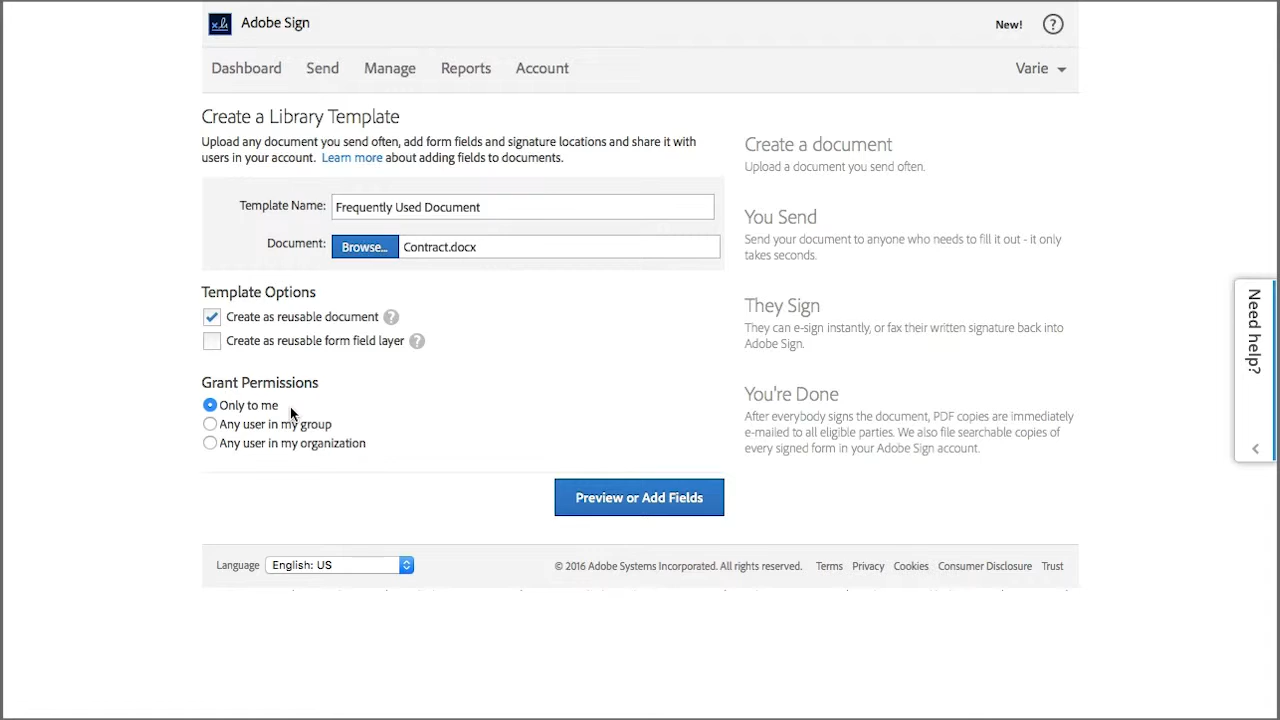 Adobe Sign
New!
?
Dashboard Send Manage Reports Account
Varie
Create a Library Template
Upload any document you send often, add form fields and signature locations and share it with
users in your account. Learn more about adding fields to documents.
Template Name: Frequently Used Document
Document: Browse... Contract.docx
Template Options
Create as reusable document ?
Create as reusable form field layer ?
Grant Permissions
Only to me
Any user in my group
Any user in my organization
Preview or Add Fields
Create a document
Upload a document you send often.
You Send
Send your document to anyone who needs to fill it out - it only
takes seconds.
They Sign
They can e-sign instantly, or fax their written signature back into
Adobe Sign.
You're Done
After everybody signs the document, PDF copies are immediately
e-mailed to all eligible parties. We also file searchable copies of
every signed form in your Adobe Sign account.
Need help?
Language English: US
© 2016 Adobe Systems Incorporated. All rights reserved. Terms Privacy Cookies Consumer Disclosure Trust